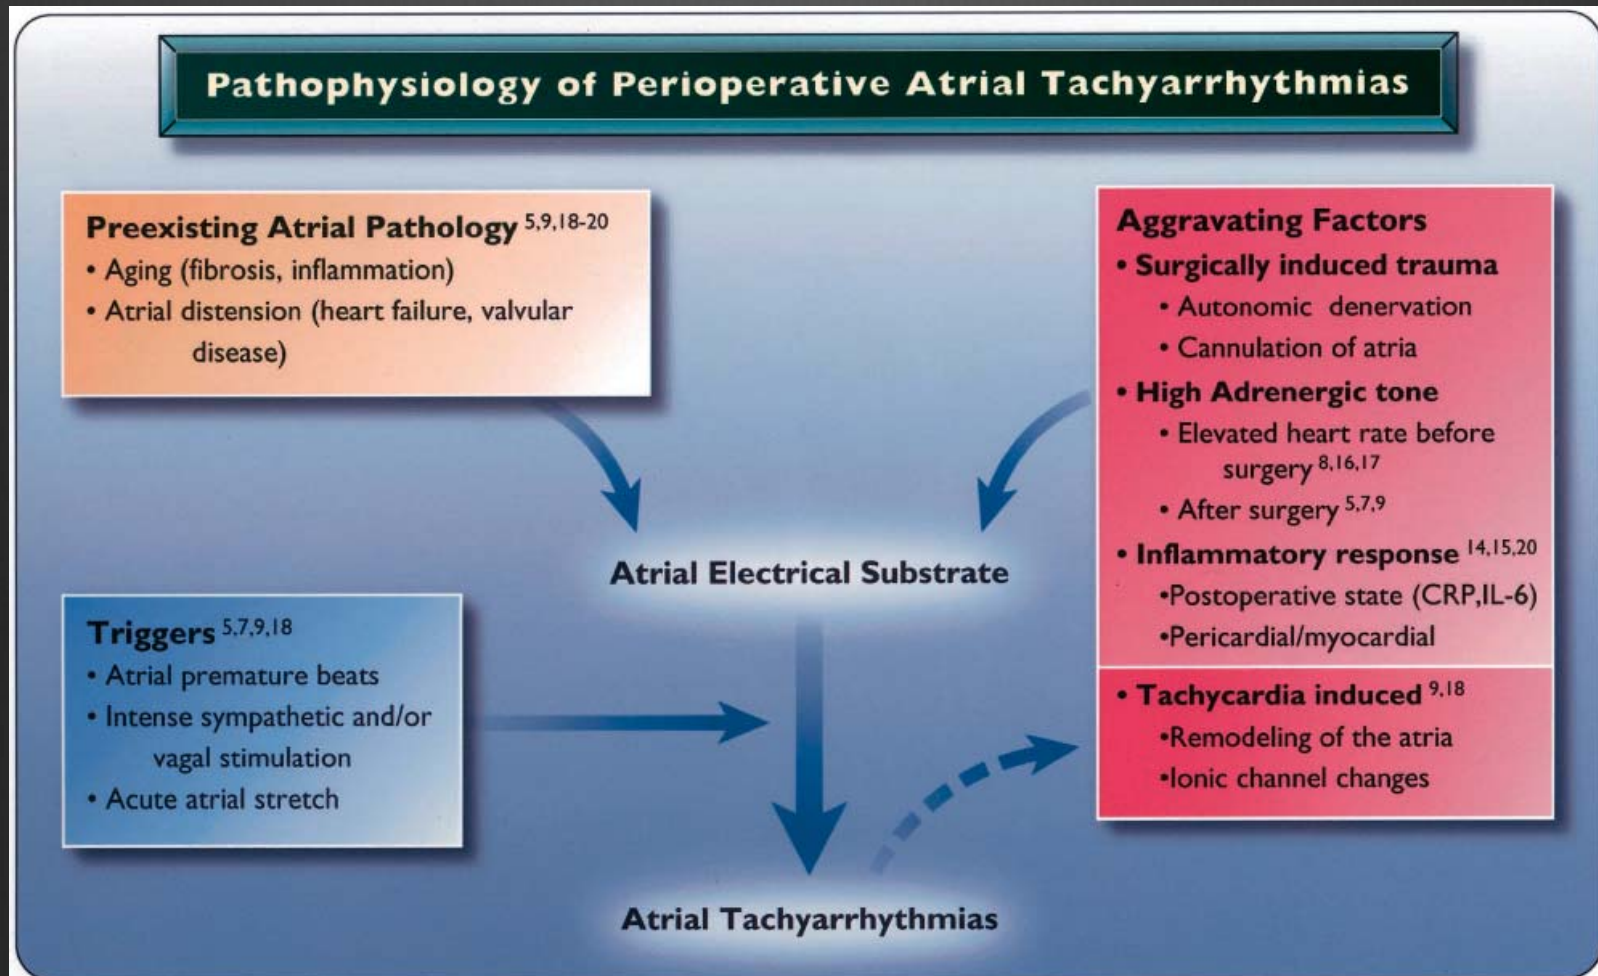 Pathophysiology of Perioperative Atrial Tachyarrhythmias
Preexisting Atrial Pathology 5,9,18-20
• Aging (fibrosis, inflammation)
• Atrial distension (heart failure, valvular
disease)
Triggers 5,7,9,18
• Atrial premature beats
• Intense sympathetic and/or
vagal stimulation
• Acute atrial stretch
Atrial Electrical Substrate
Atrial Tachyarrhythmias
Aggravating Factors
• Surgically induced trauma
• Autonomic denervation
• Cannulation of atria
• High Adrenergic tone
• Elevated heart rate before
surgery 8,16,17
• After surgery 5,7,9
• Inflammatory response 14,15,20
•Postoperative state (CRP,IL-6)
•Pericardial/myocardial
• Tachycardia induced 9,18
•Remodeling of the atria
•Ionic channel changes